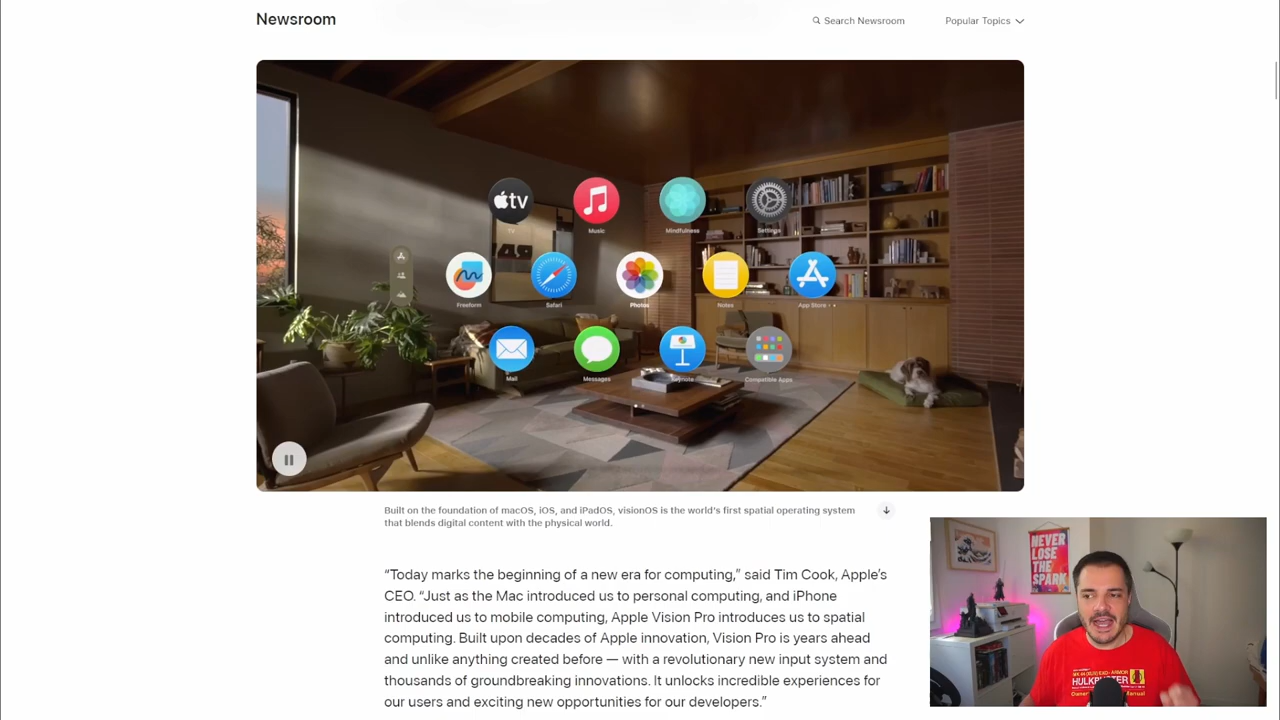 Newsroom
Search Newsroom
Popular Topics
tv
TV
Music
Mindfulness
Settings
Freeform
Safari
Photos
Notes
App Store
Mail
Messages
Keynote
Compatible Apps
Built on the foundation of macOS, iOS, and iPadOS, visionOS is the world's first spatial operating system
that blends digital content with the physical world.
“Today marks the beginning of a new era for computing,” said Tim Cook, Apple’s
CEO. “Just as the Mac introduced us to personal computing, and iPhone
introduced us to mobile computing, Apple Vision Pro introduces us to spatial
computing. Built upon decades of Apple innovation, Vision Pro is years ahead
and unlike anything created before — with a revolutionary new input system and
thousands of groundbreaking innovations. It unlocks incredible experiences for
our users and exciting new opportunities for our developers.”
NEVER
LOSE
THE
SPARK
HULKBUSTER